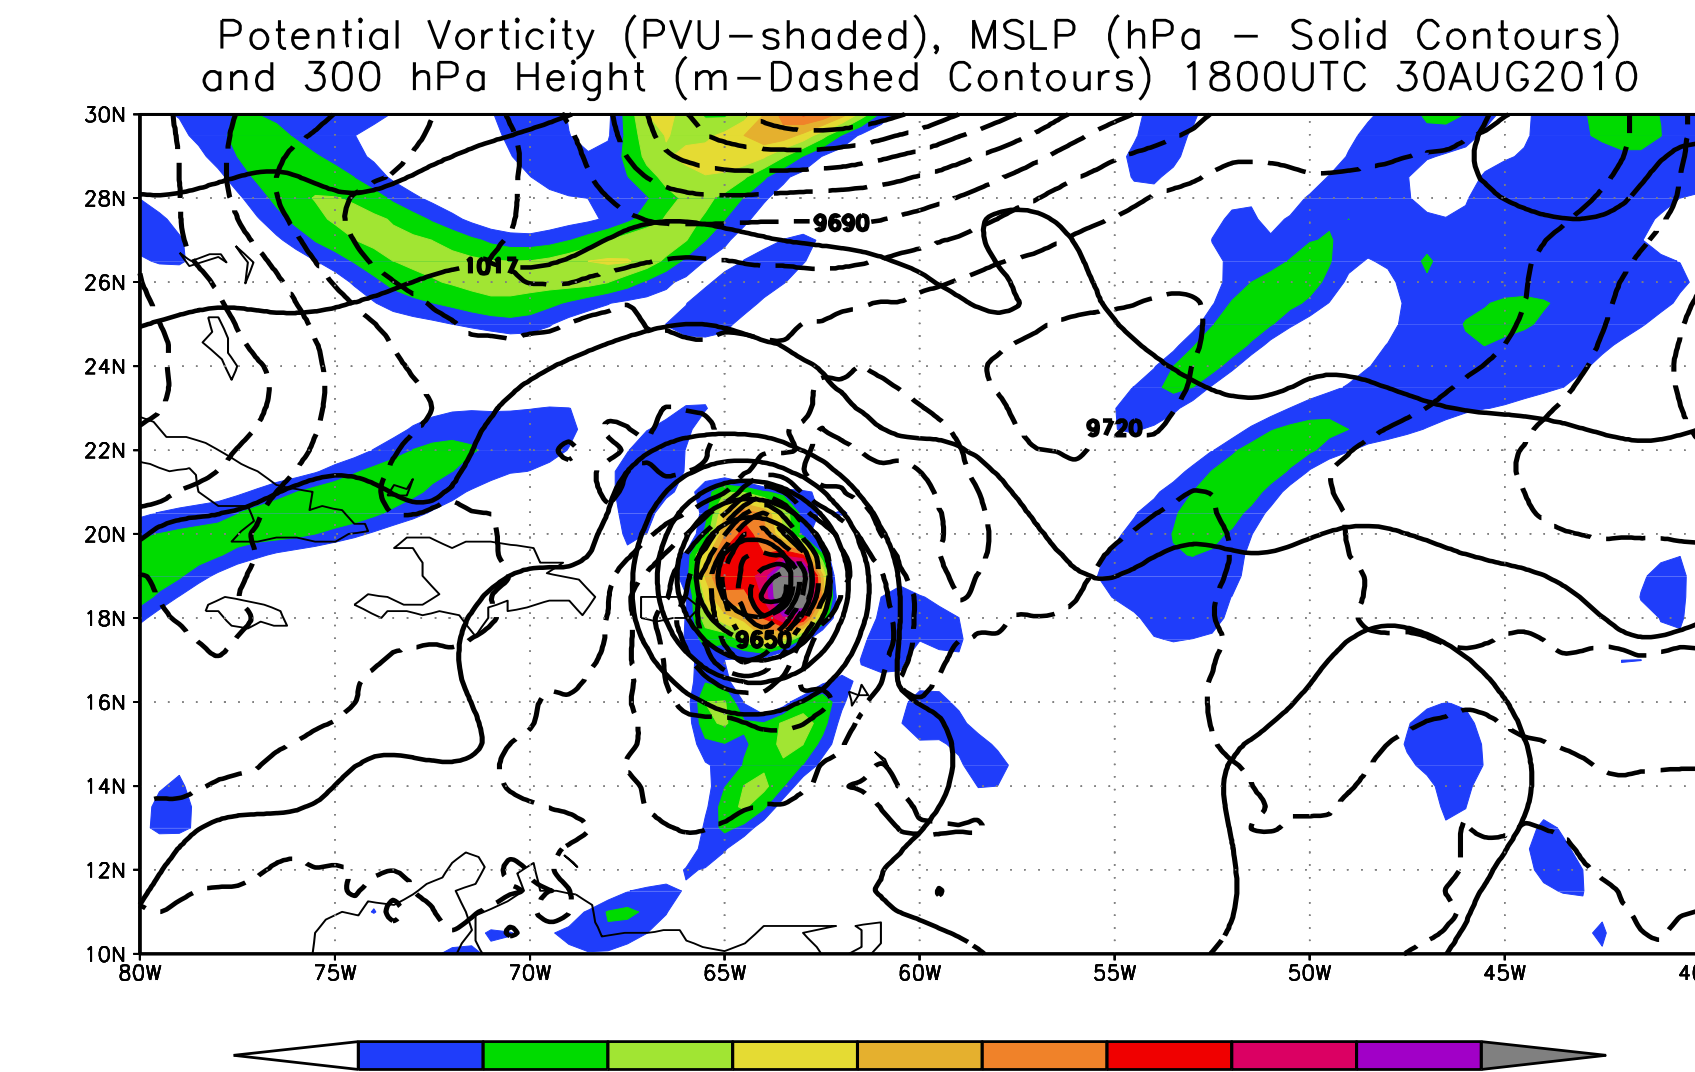 Potential Vorticity (PVU-shaded), MSLP (hPa - Solid Contours)
and 300 hPa Height (m-Dashed Contours) 1800UTC 30AUG2010
30N
28N
9690
1017
26N
24N
9720
22N
20N
18N
9650
16N
14N
12N
10N
80W 75W 70W 65W 60W 55W 50W 45W